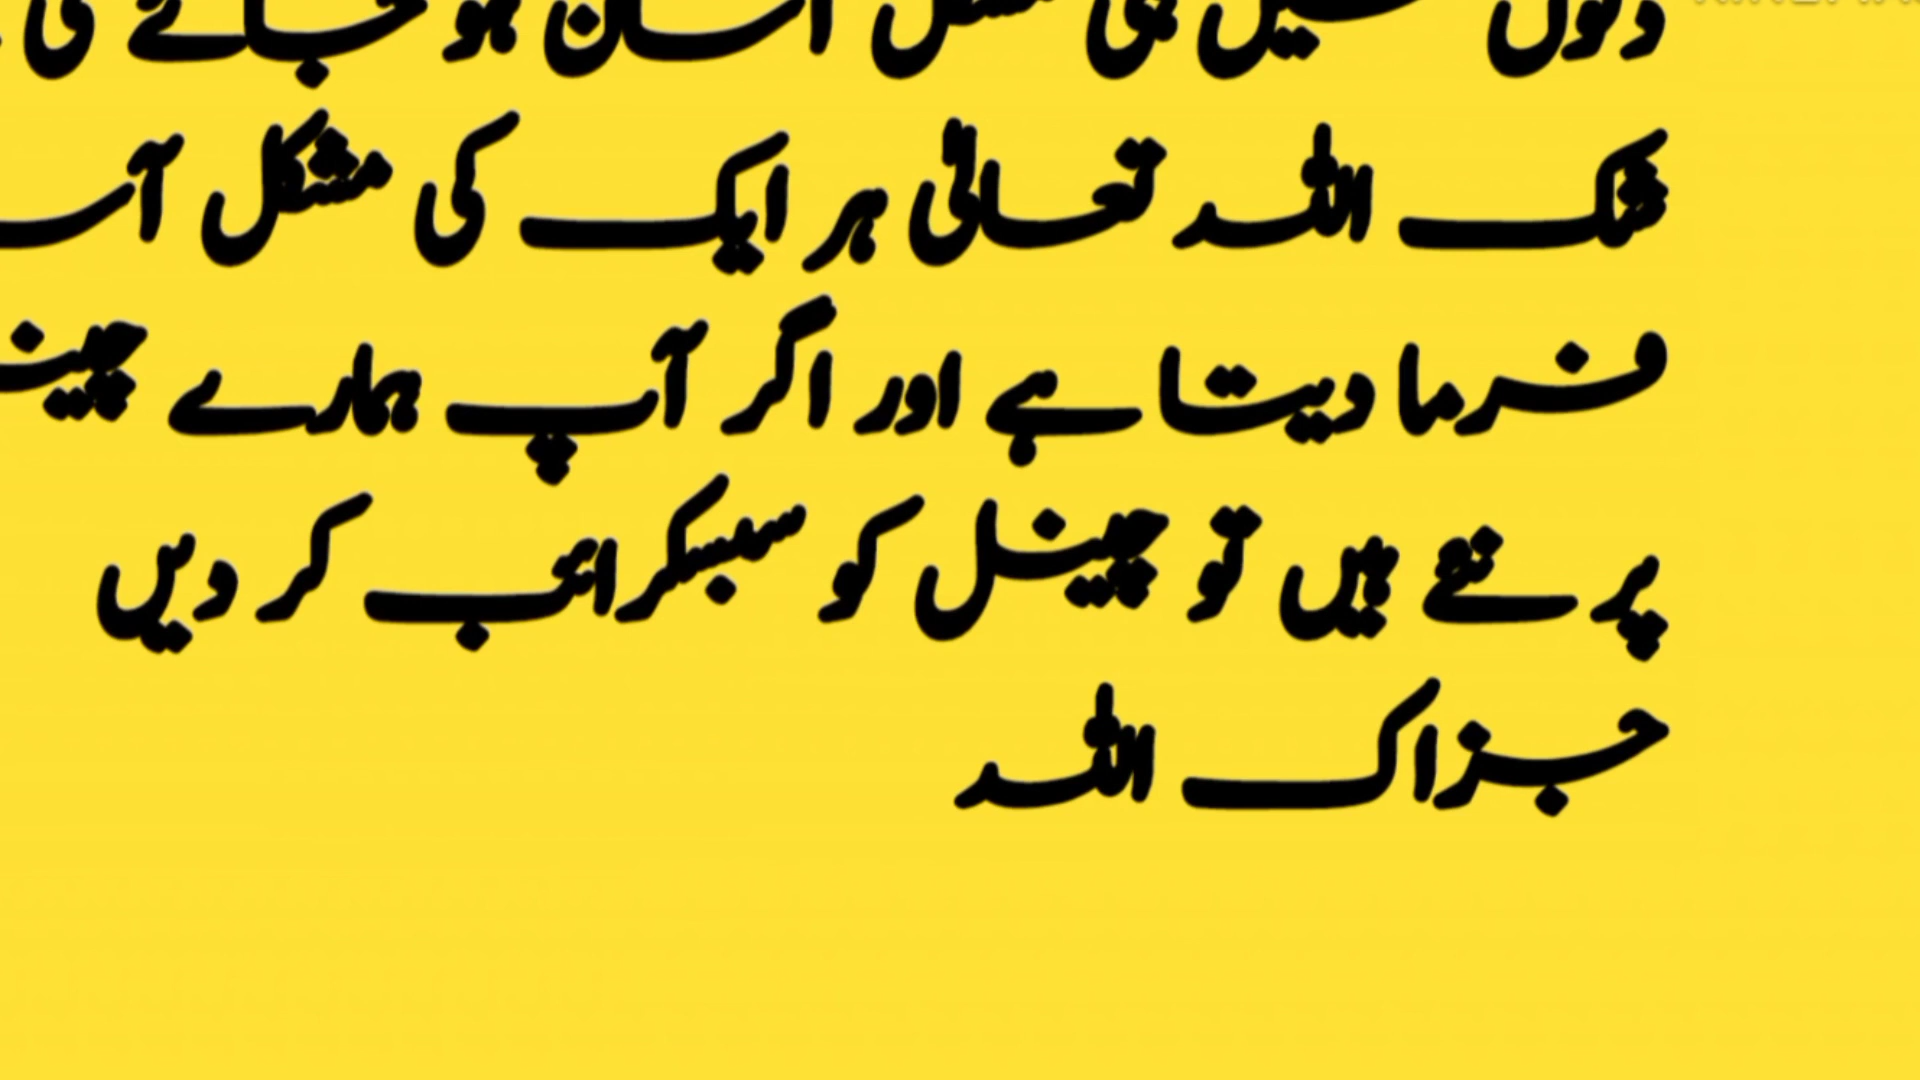 دنوں میں ہی مشکل آسان ہو جائے گی
شک اللہ تعالیٰ ہر ایک کی مشکل آس
فرما دیتا ہے اور اگر آپ ہمارے چین
پر نئے ہیں تو چینل کو سبسکرائب کر دیں
جزاک اللہ